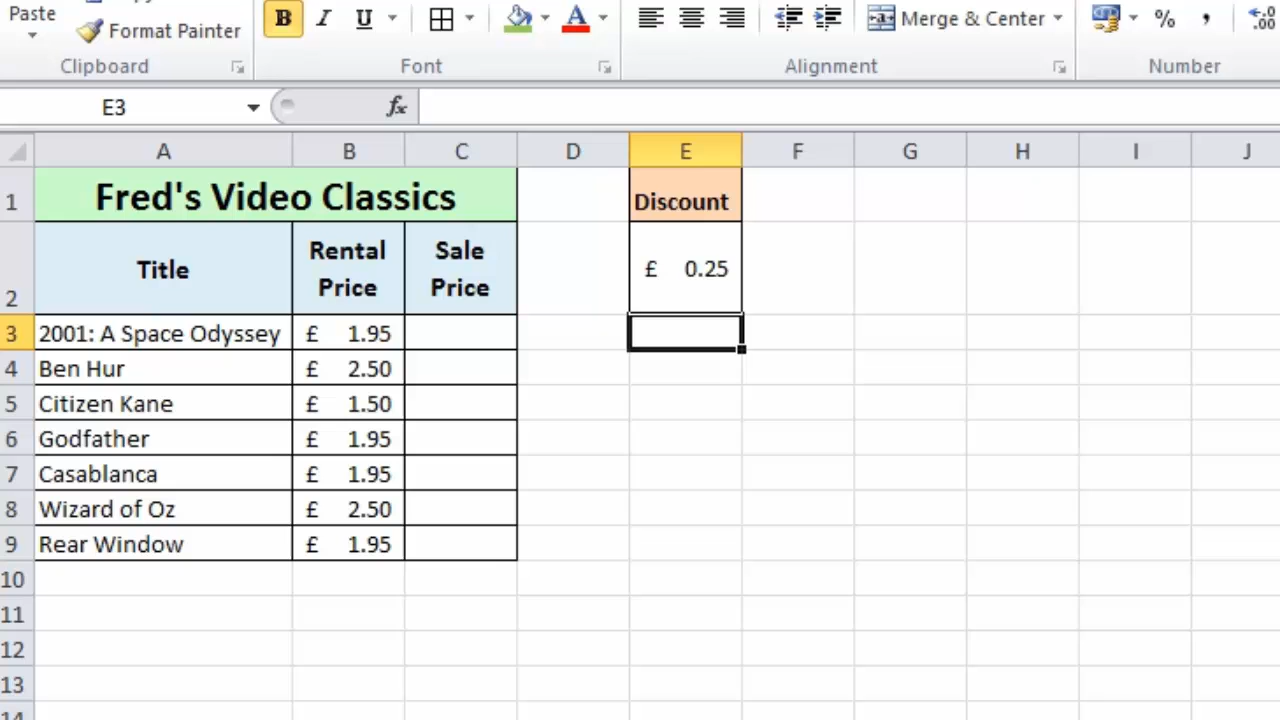 Paste
Format Painter
B I U A
Merge & Center % , .00
Clipboard Font Alignment Number
E3 fx
A B C D E F G H I J
1 Fred's Video Classics Discount
2 Title Rental Price Sale Price £ 0.25
3 2001: A Space Odyssey £ 1.95
4 Ben Hur £ 2.50
5 Citizen Kane £ 1.50
6 Godfather £ 1.95
7 Casablanca £ 1.95
8 Wizard of Oz £ 2.50
9 Rear Window £ 1.95
10
11
12
13